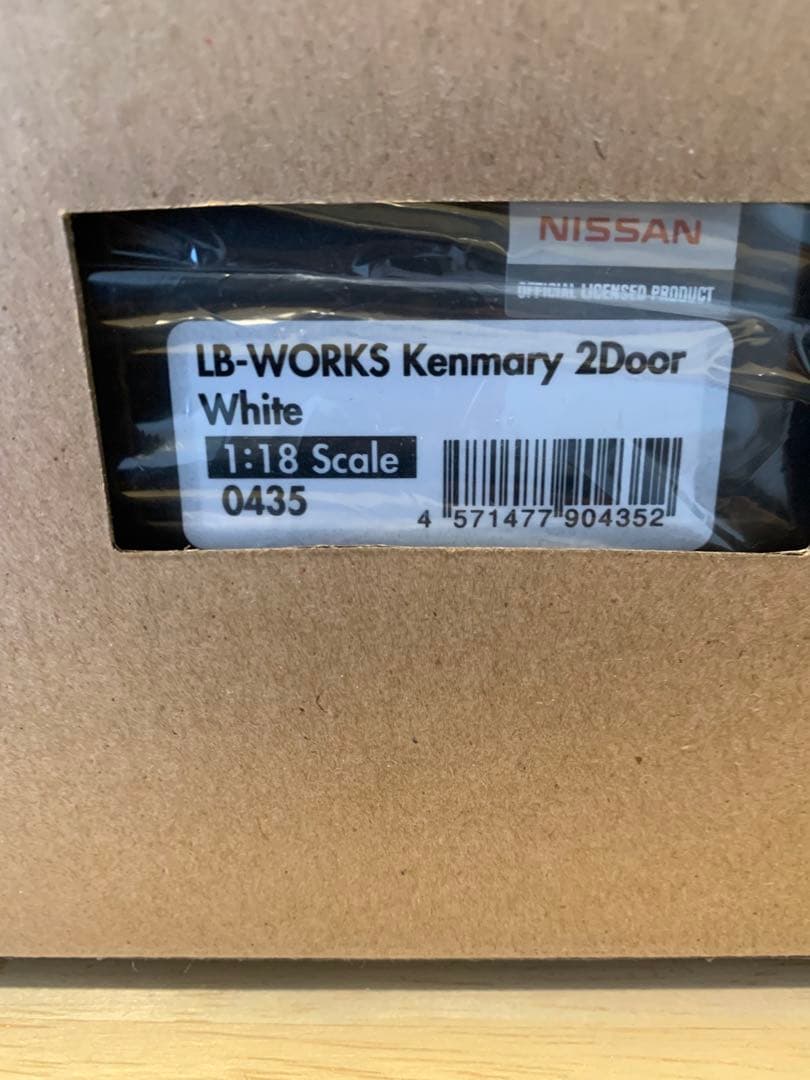 NISSAN
OFFICIAL LICENSED PRODUCT
LB-WORKS Kenmary 2Door
White
1:18 Scale
0435
4 571477 904352